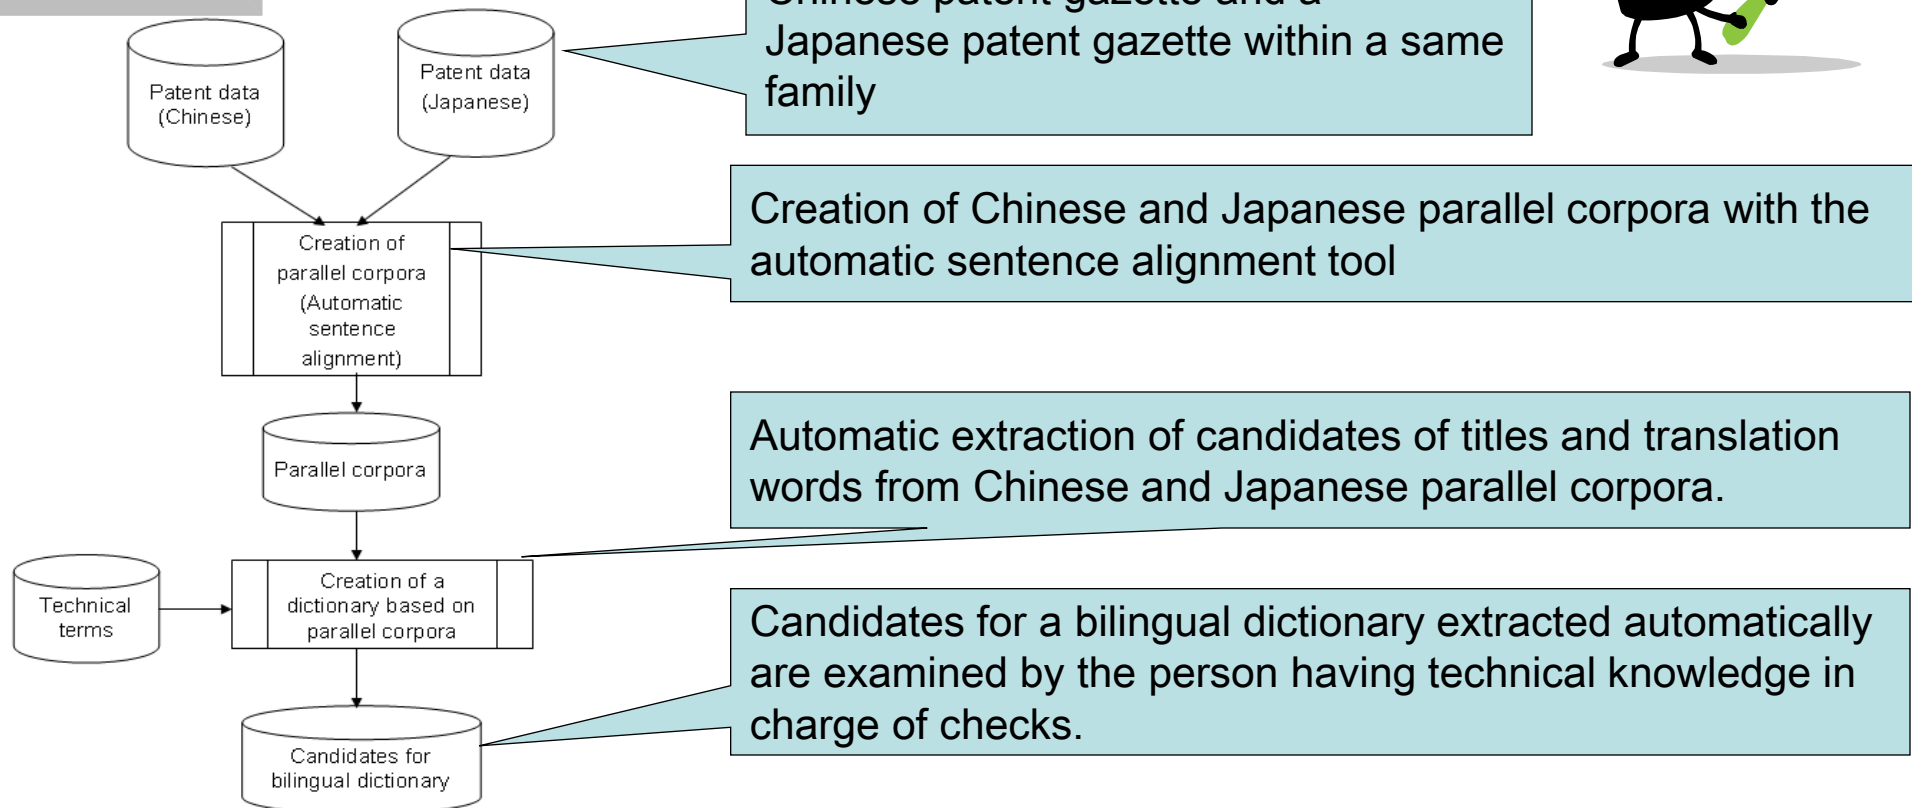 Chinese patent gazette and a
Japanese patent gazette within a same
family
Patent data
(Chinese)
Patent data
(Japanese)
Creation of Chinese and Japanese parallel corpora with the
automatic sentence alignment tool
Creation of
parallel corpora
(Automatic
sentence
alignment)
Automatic extraction of candidates of titles and translation
words from Chinese and Japanese parallel corpora.
Parallel corpora
Technical
terms
Creation of a
dictionary based on
parallel corpora
Candidates for a bilingual dictionary extracted automatically
are examined by the person having technical knowledge in
charge of checks.
Candidates for
bilingual dictionary